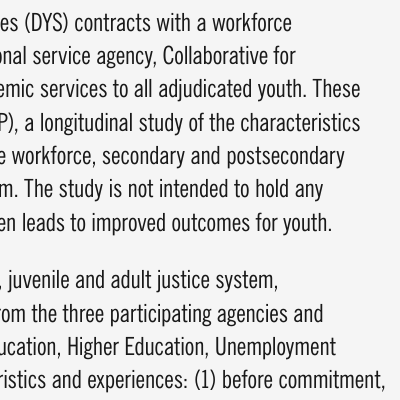 es (DYS) contracts with a workforce
onal service agency, Collaborative for
emic services to all adjudicated youth. These
P), a longitudinal study of the characteristics
e workforce, secondary and postsecondary
m. The study is not intended to hold any
en leads to improved outcomes for youth.
, juvenile and adult justice system,
rom the three participating agencies and
ucation, Higher Education, Unemployment
ristics and experiences: (1) before commitment,